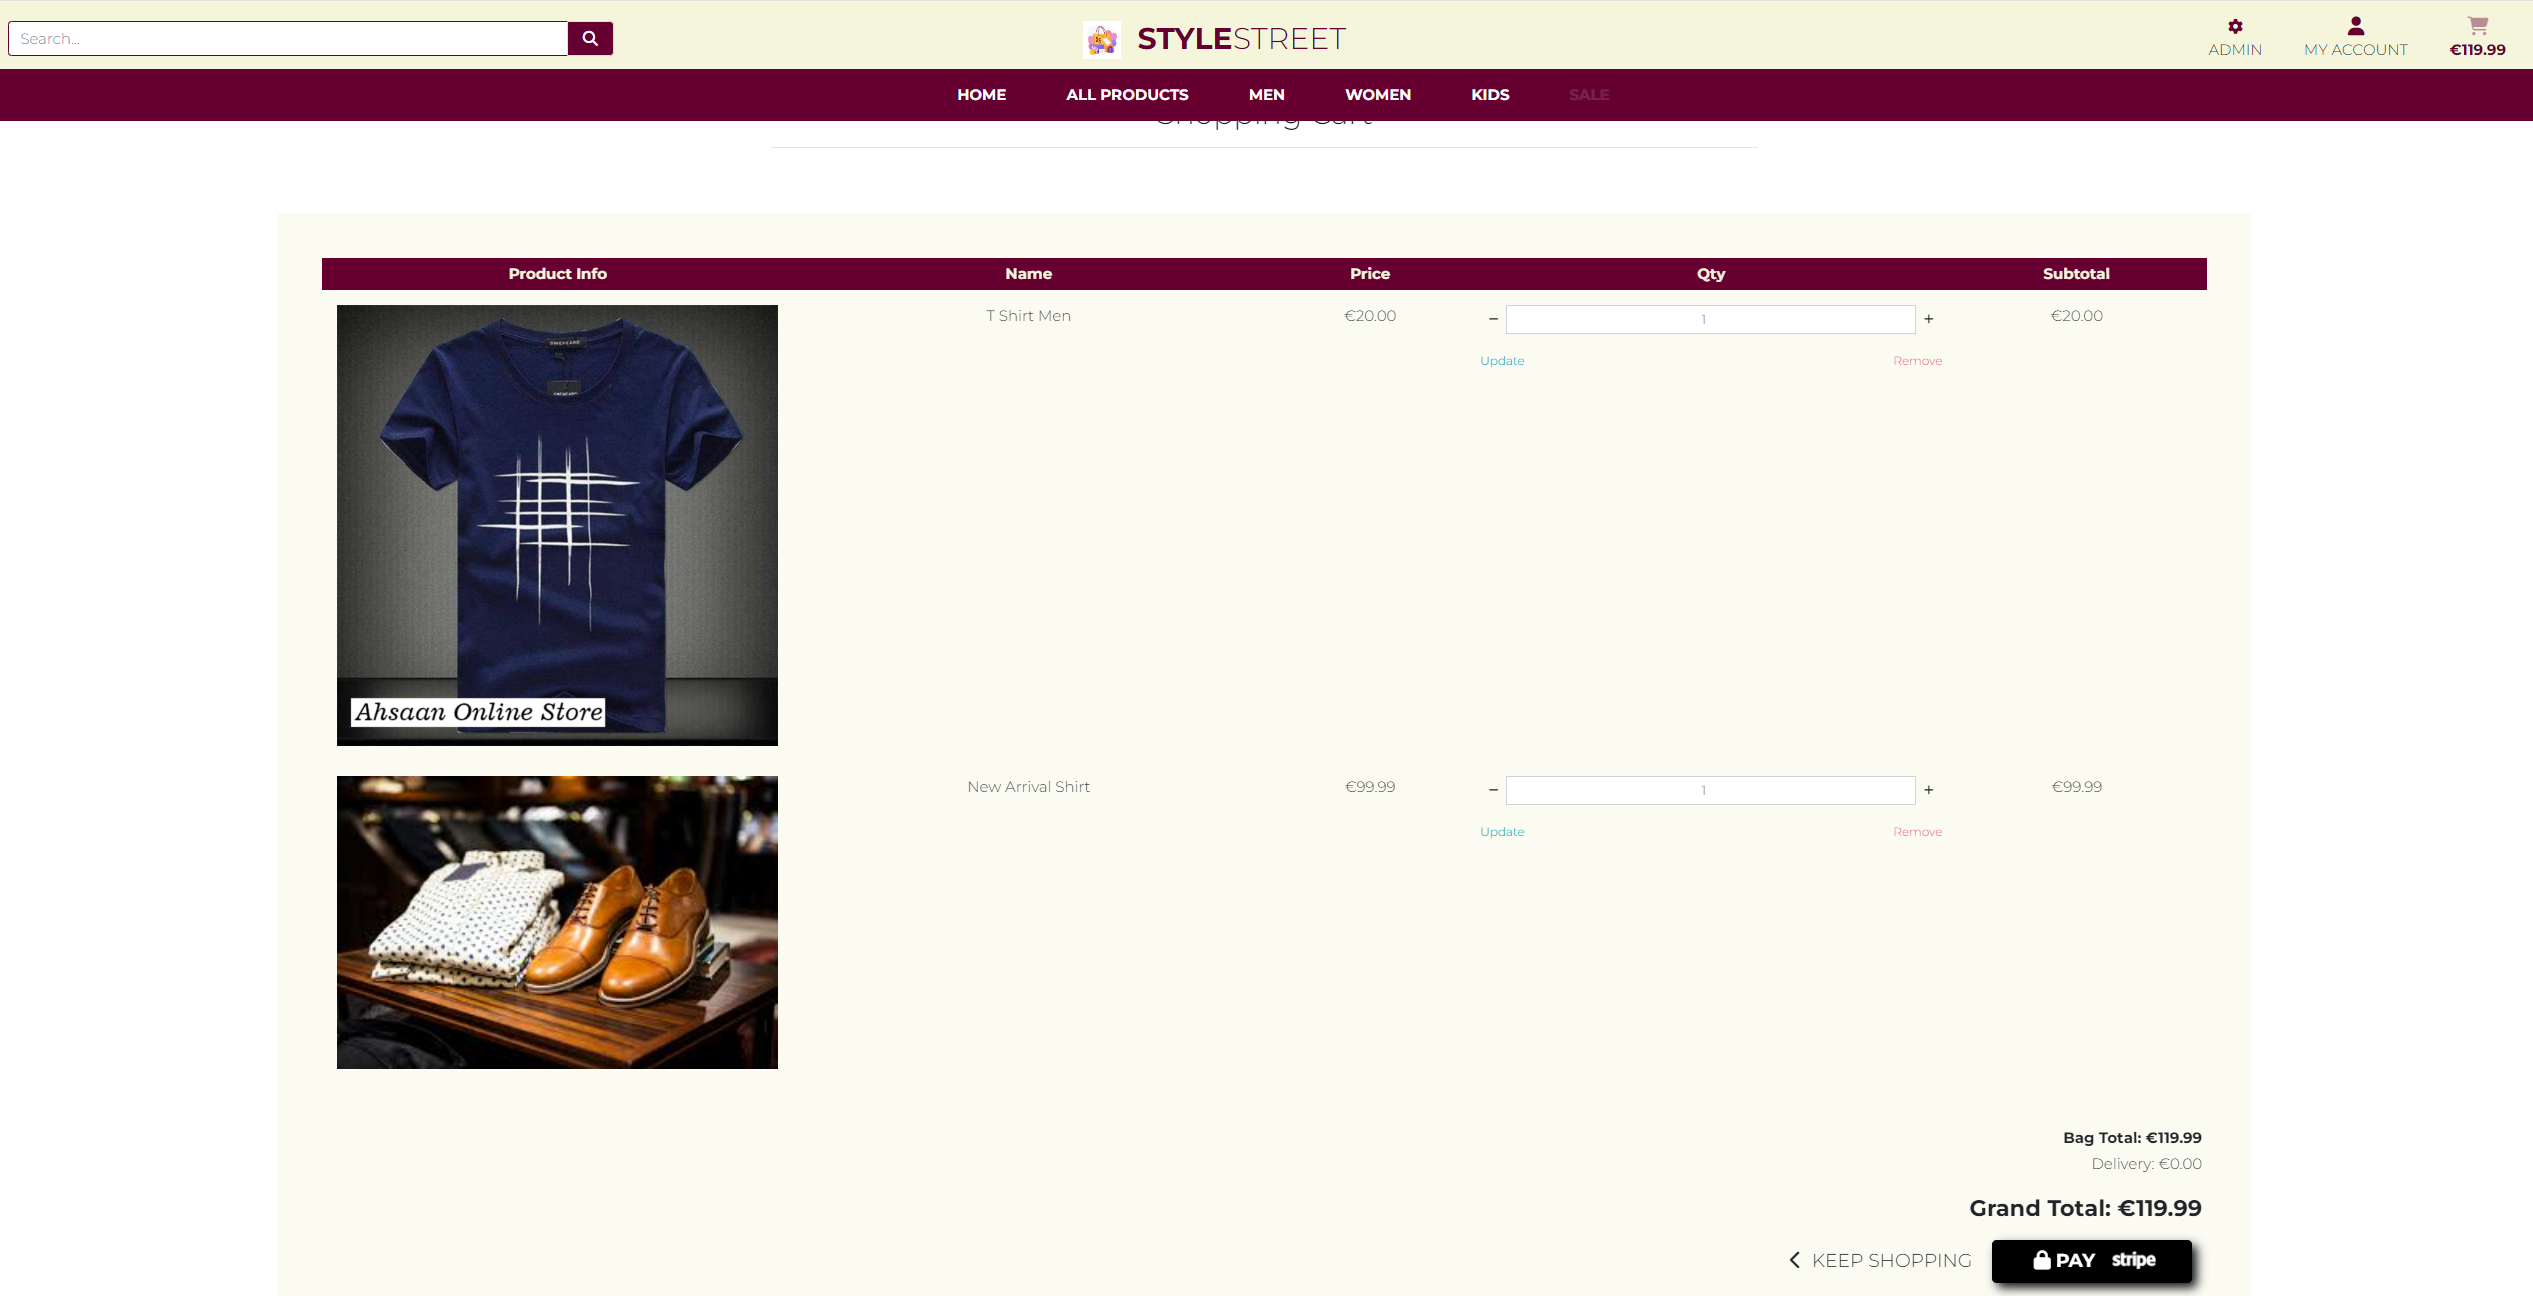 Search...
STYLESTREET
ADMIN
MY ACCOUNT
€119.99
HOME
ALL PRODUCTS
MEN
WOMEN
KIDS
SALE
Shopping Cart
Product Info
Name
Price
Qty
Subtotal
T Shirt Men
€20.00
− 1 +
€20.00
Update
Remove
Ahsaan Online Store
New Arrival Shirt
€99.99
− 1 +
€99.99
Update
Remove
Bag Total: €119.99
Delivery: €0.00
Grand Total: €119.99
KEEP SHOPPING
PAY stripe